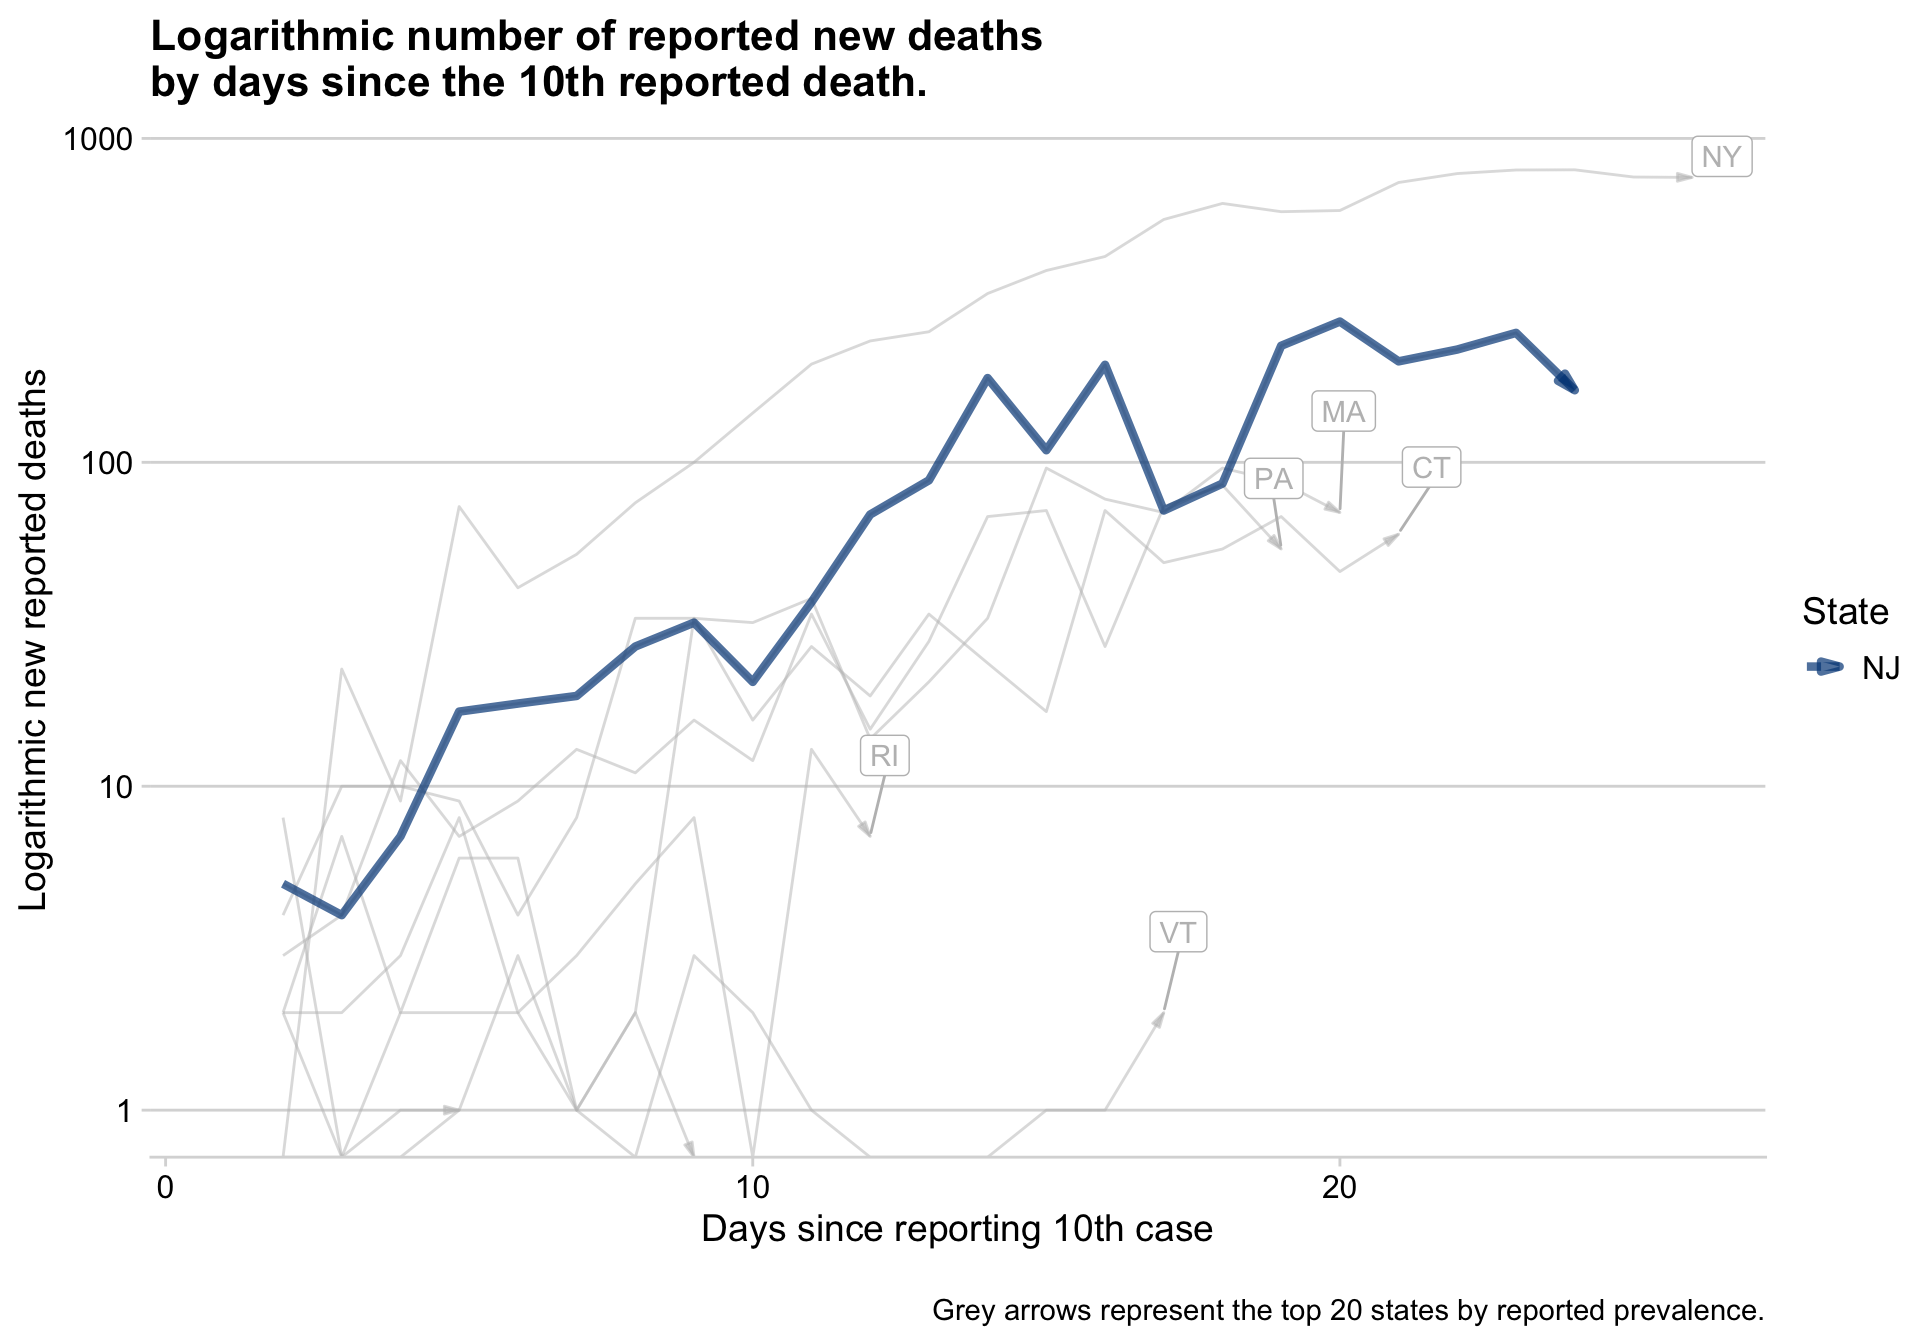 Logarithmic number of reported new deaths
by days since the 10th reported death.
Logarithmic new reported deaths
1000
100
10
1
NY
MA
CT
PA
RI
VT
State
NJ
0
10
20
Days since reporting 10th case
Grey arrows represent the top 20 states by reported prevalence.